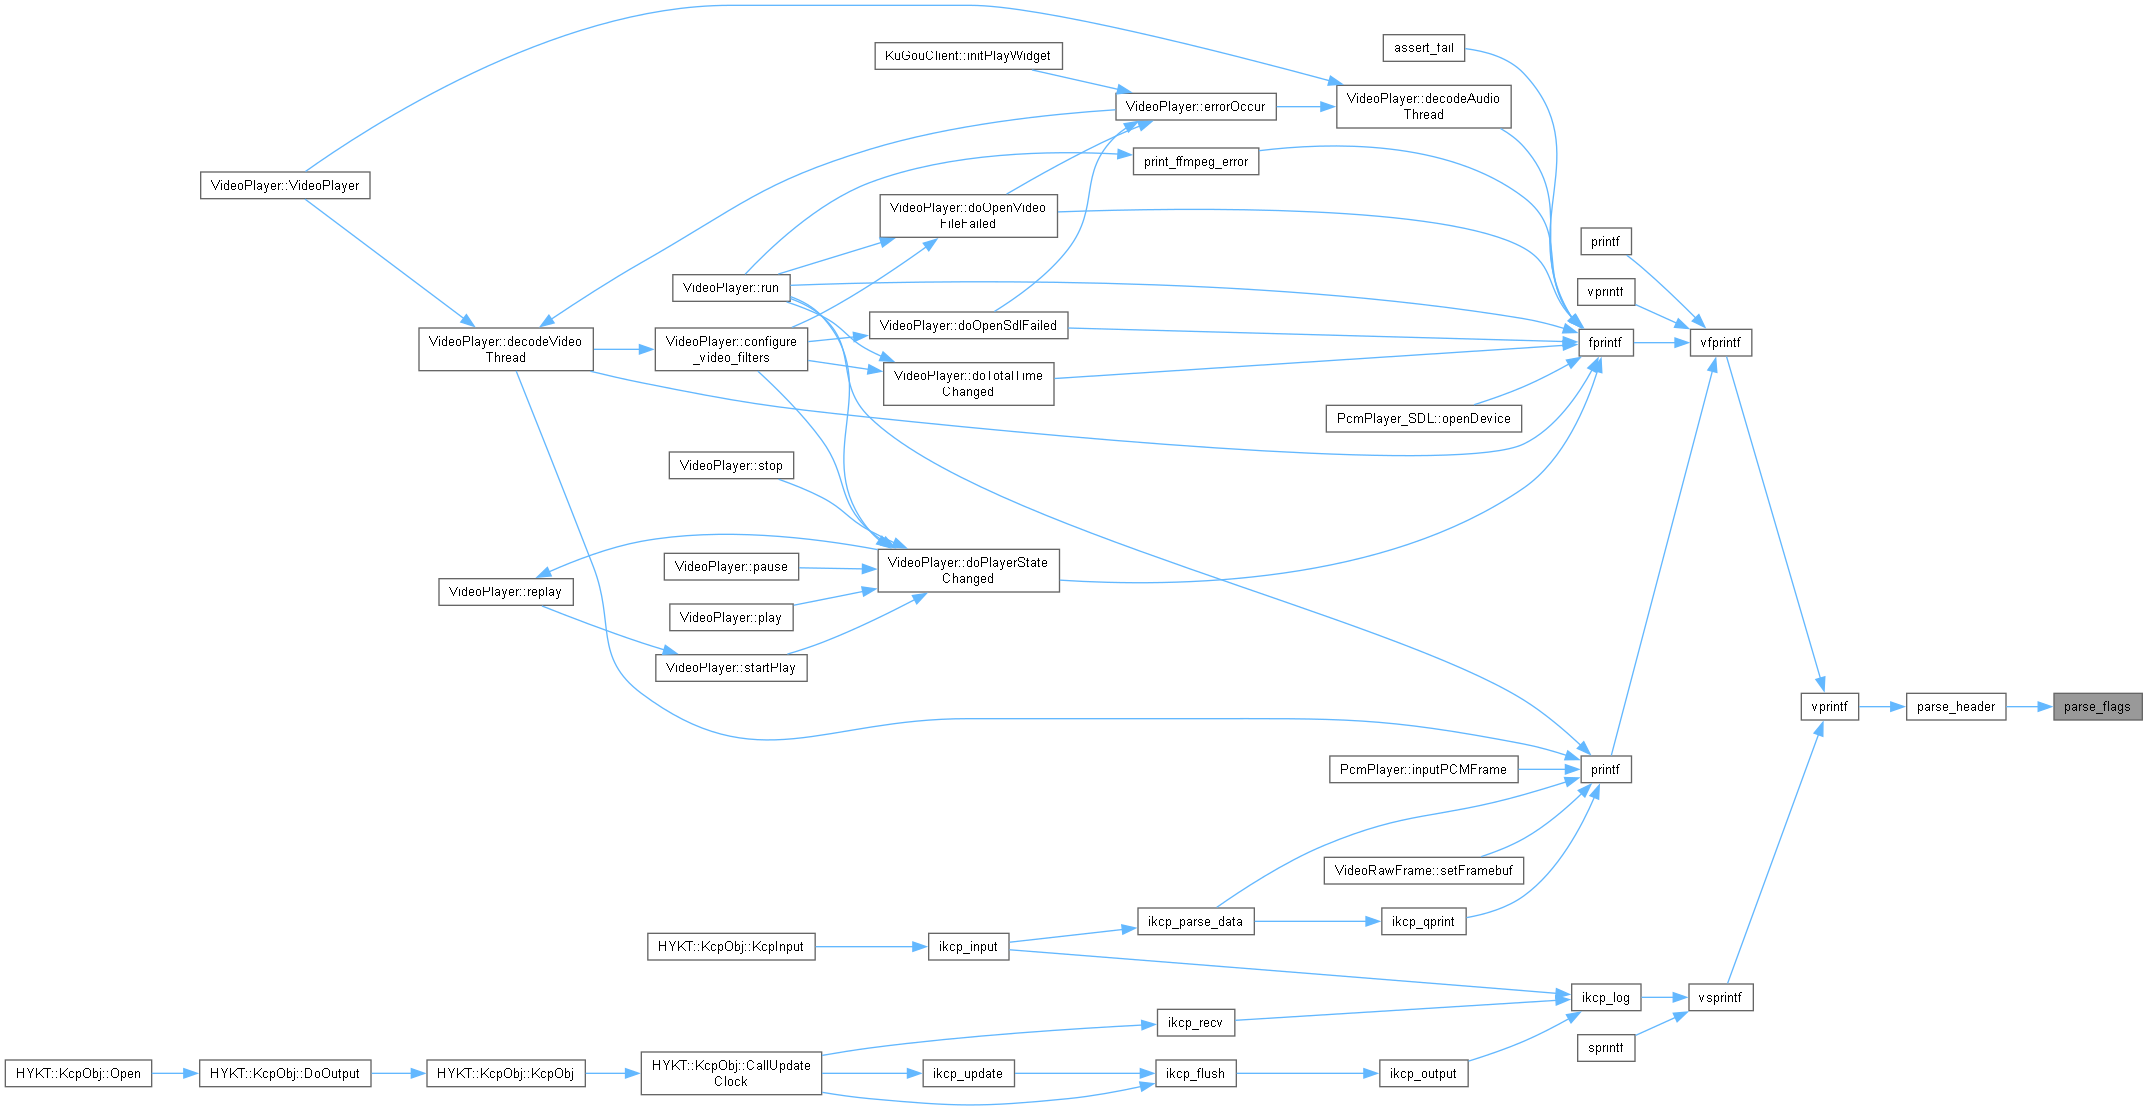 KuGouClient::initPlayWidget
assert_fail
VideoPlayer::decodeAudio
Thread
VideoPlayer::errorOccur
print_ffmpeg_error
VideoPlayer::VideoPlayer
VideoPlayer::doOpenVideo
FileFailed
printf
VideoPlayer::run
vprintf
VideoPlayer::doOpenSdlFailed
VideoPlayer::decodeVideo
Thread
VideoPlayer::configure
_video_filters
fprintf
vfprintf
VideoPlayer::doTotalTime
Changed
PcmPlayer_SDL::openDevice
VideoPlayer::stop
VideoPlayer::pause
VideoPlayer::doPlayerState
Changed
VideoPlayer::replay
VideoPlayer::play
VideoPlayer::startPlay
vprintf
parse_header
parse_flags
PcmPlayer::inputPCMFrame
printf
VideoRawFrame::setFramebuf
ikcp_parse_data
ikcp_qprint
HYKT::KcpObj::KcpInput
ikcp_input
ikcp_log
vsprintf
ikcp_recv
sprintf
HYKT::KcpObj::Open
HYKT::KcpObj::DoOutput
HYKT::KcpObj::KcpObj
HYKT::KcpObj::CallUpdate
Clock
ikcp_update
ikcp_flush
ikcp_output